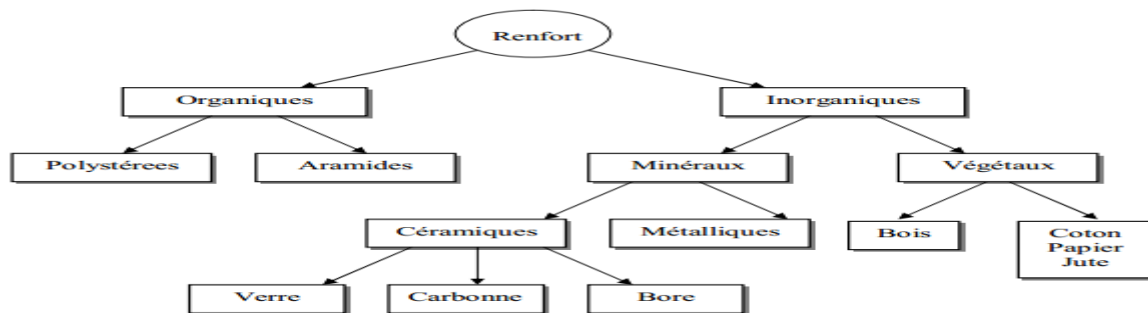 Renfort
Organiques
Inorganiques
Polystérees
Aramides
Minéraux
Végétaux
Céramiques
Métalliques
Bois
Coton
Papier
Jute
Verre
Carbonne
Bore